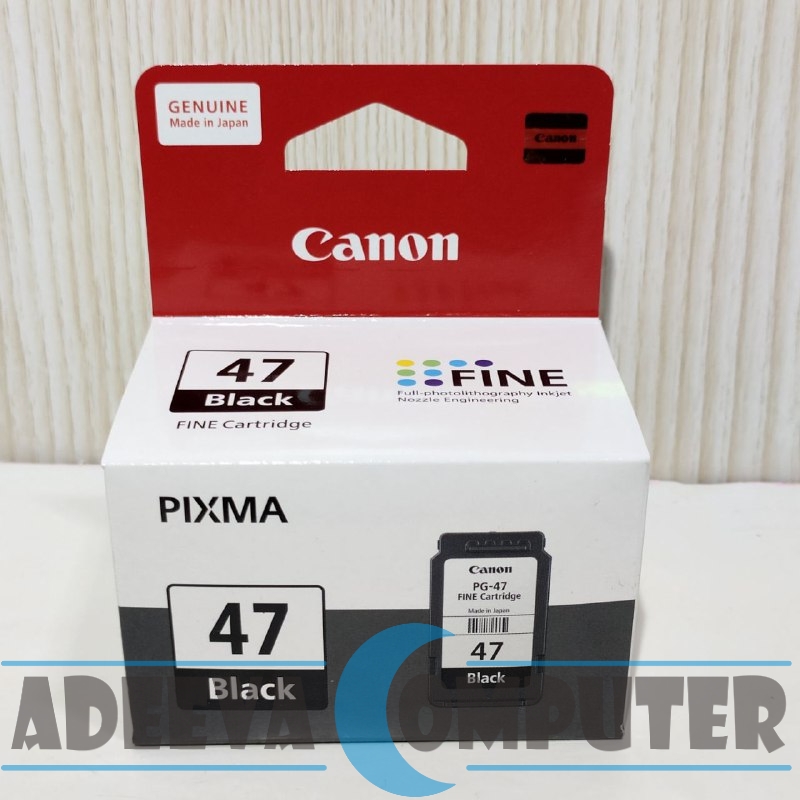 GENUINE
Made in Japan
Canon
Canon
47
Black
FINE Cartridge
FINE
Full-photolithography Inkjet
Nozzle Engineering
PIXMA
47
Black
Canon
PG-47
FINE Cartridge
Made in Japan
47
Black
ADEEVA COMPUTER